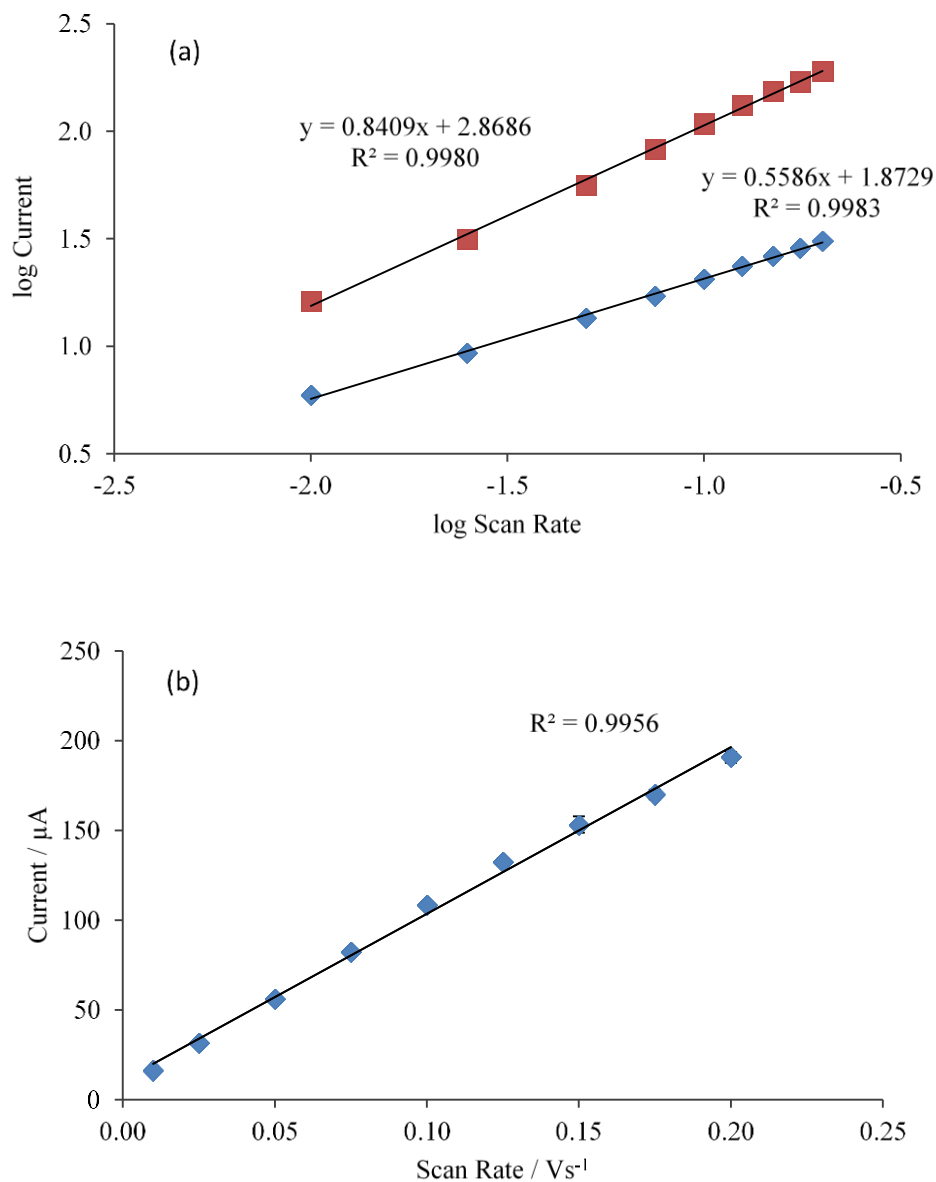 (a)
2.5
2.0
1.5
1.0
0.5
log Current
y = 0.8409x + 2.8686
R² = 0.9980
y = 0.5586x + 1.8729
R² = 0.9983
-2.5 -2.0 -1.5 -1.0 -0.5
log Scan Rate
(b)
250
200
150
100
50
0
Current / µA
R² = 0.9956
0.00 0.05 0.10 0.15 0.20 0.25
Scan Rate / Vs⁻¹